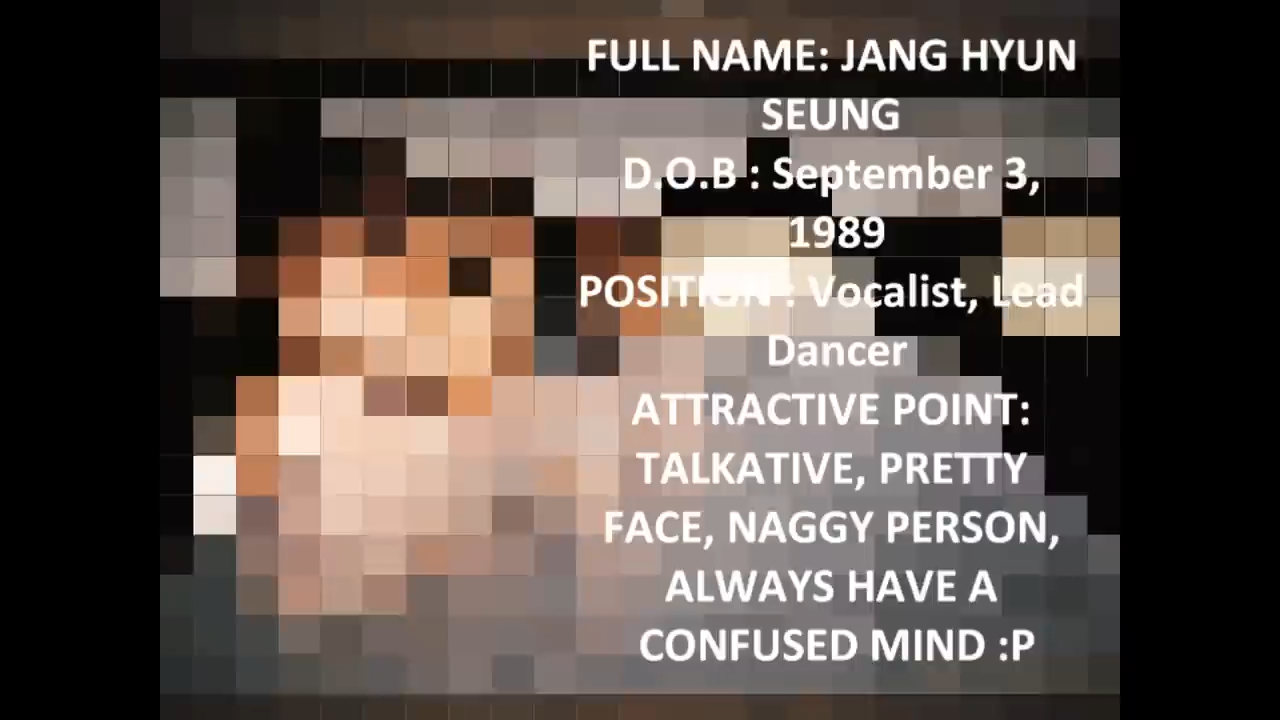 FULL NAME: JANG HYUN
SEUNG
D.O.B : September 3,
1989
POSITION : Vocalist, Lead
Dancer
ATTRACTIVE POINT:
TALKATIVE, PRETTY
FACE, NAGGY PERSON,
ALWAYS HAVE A
CONFUSED MIND :P